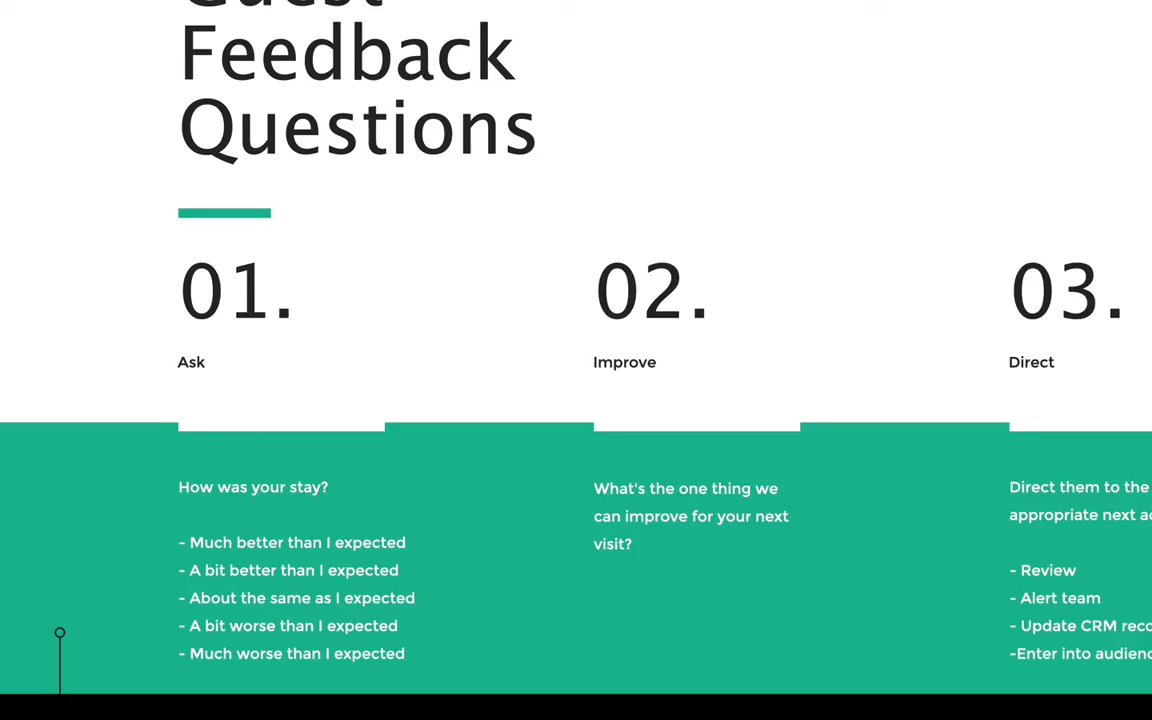 Guest
Feedback
Questions
01.
Ask
How was your stay?
- Much better than I expected
- A bit better than I expected
- About the same as I expected
- A bit worse than I expected
- Much worse than I expected
02.
Improve
What's the one thing we
can improve for your next
visit?
03.
Direct
Direct them to the
appropriate next
- Review
- Alert team
- Update CRM
-Enter into